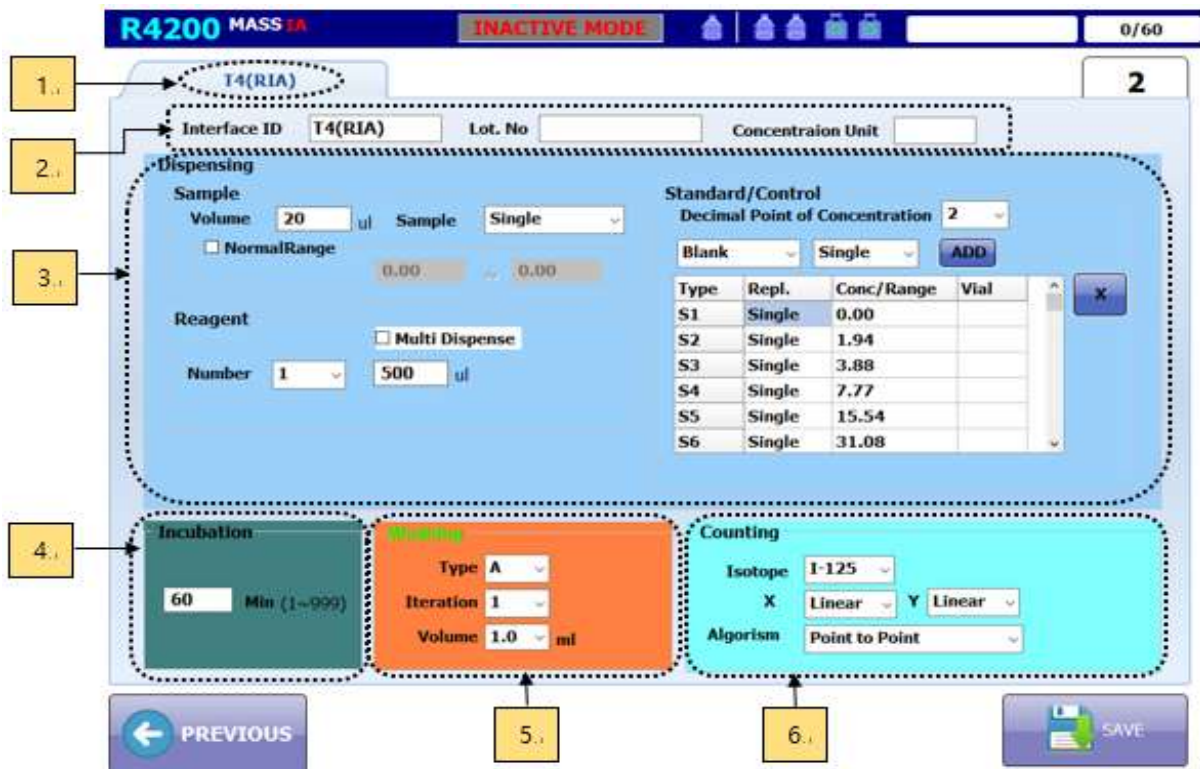 R4200 MASS IA INACTIVE MODE 0/60
1.
T4(RIA)
2
2.
Interface ID T4(RIA) Lot. No Concentraion Unit
3.
Dispensing
Sample
Volume 20 ul Sample Single
NormalRange
0.00 ~ 0.00
Reagent
Multi Dispense
Number 1 500 ul
Standard/Control
Decimal Point of Concentration 2
Blank Single ADD
Type Repl. Conc/Range Vial
X
S1 Single 0.00
S2 Single 1.94
S3 Single 3.88
S4 Single 7.77
S5 Single 15.54
S6 Single 31.08
4.
Incubation
60 Min (1~999)
Washing
Type A
Iteration 1
Volume 1.0 ml
Counting
Isotope I-125
X Linear Y Linear
Algorism Point to Point
PREVIOUS
5.
6.
SAVE